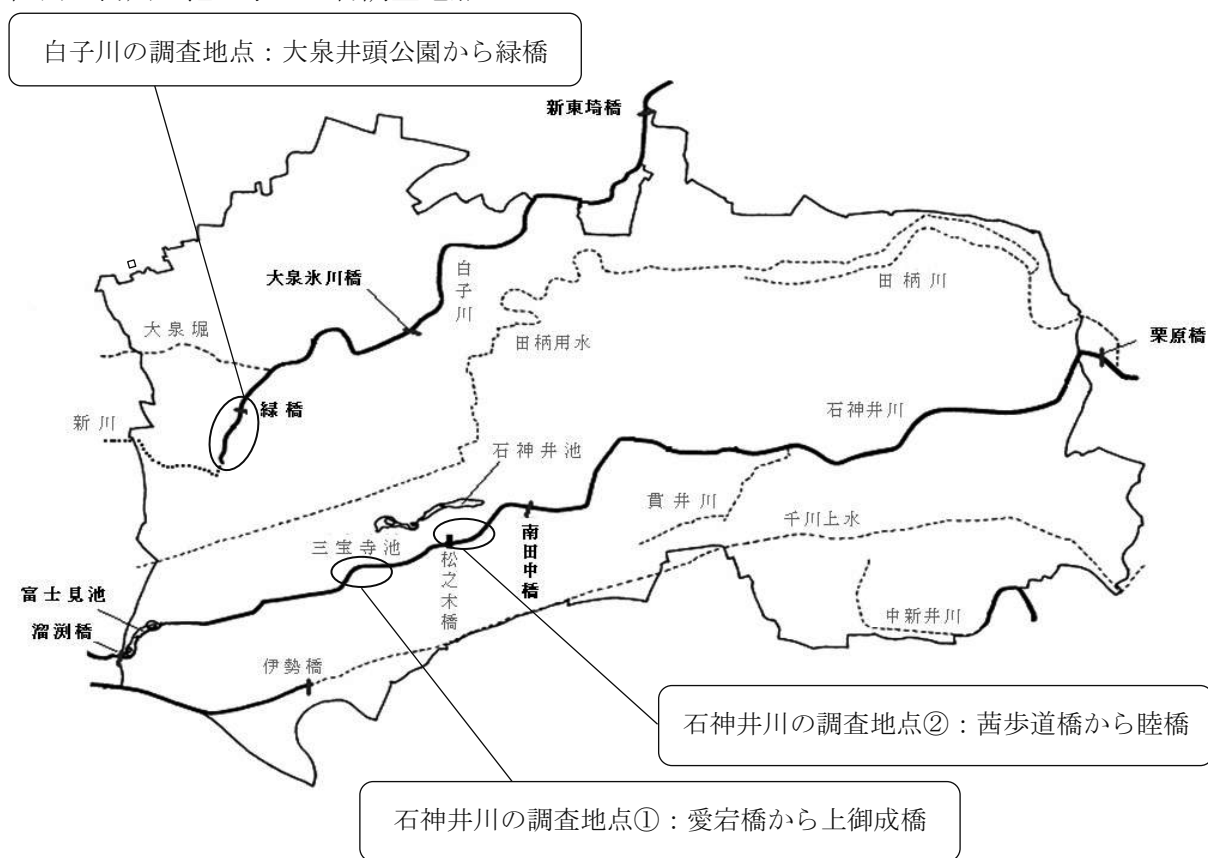 白子川の調査地点：大泉井頭公園から緑橋
新東埼橋
白子川
大泉氷川橋
田柄川
大泉堀
田柄用水
栗原橋
緑橋
石神井川
新川
石神井池
貫井川
千川上水
三宝寺池
松之木橋
南田中橋
富士見池
溜渕橋
中新井川
伊勢橋
石神井川の調査地点②：茜歩道橋から睦橋
石神井川の調査地点①：愛宕橋から上御成橋